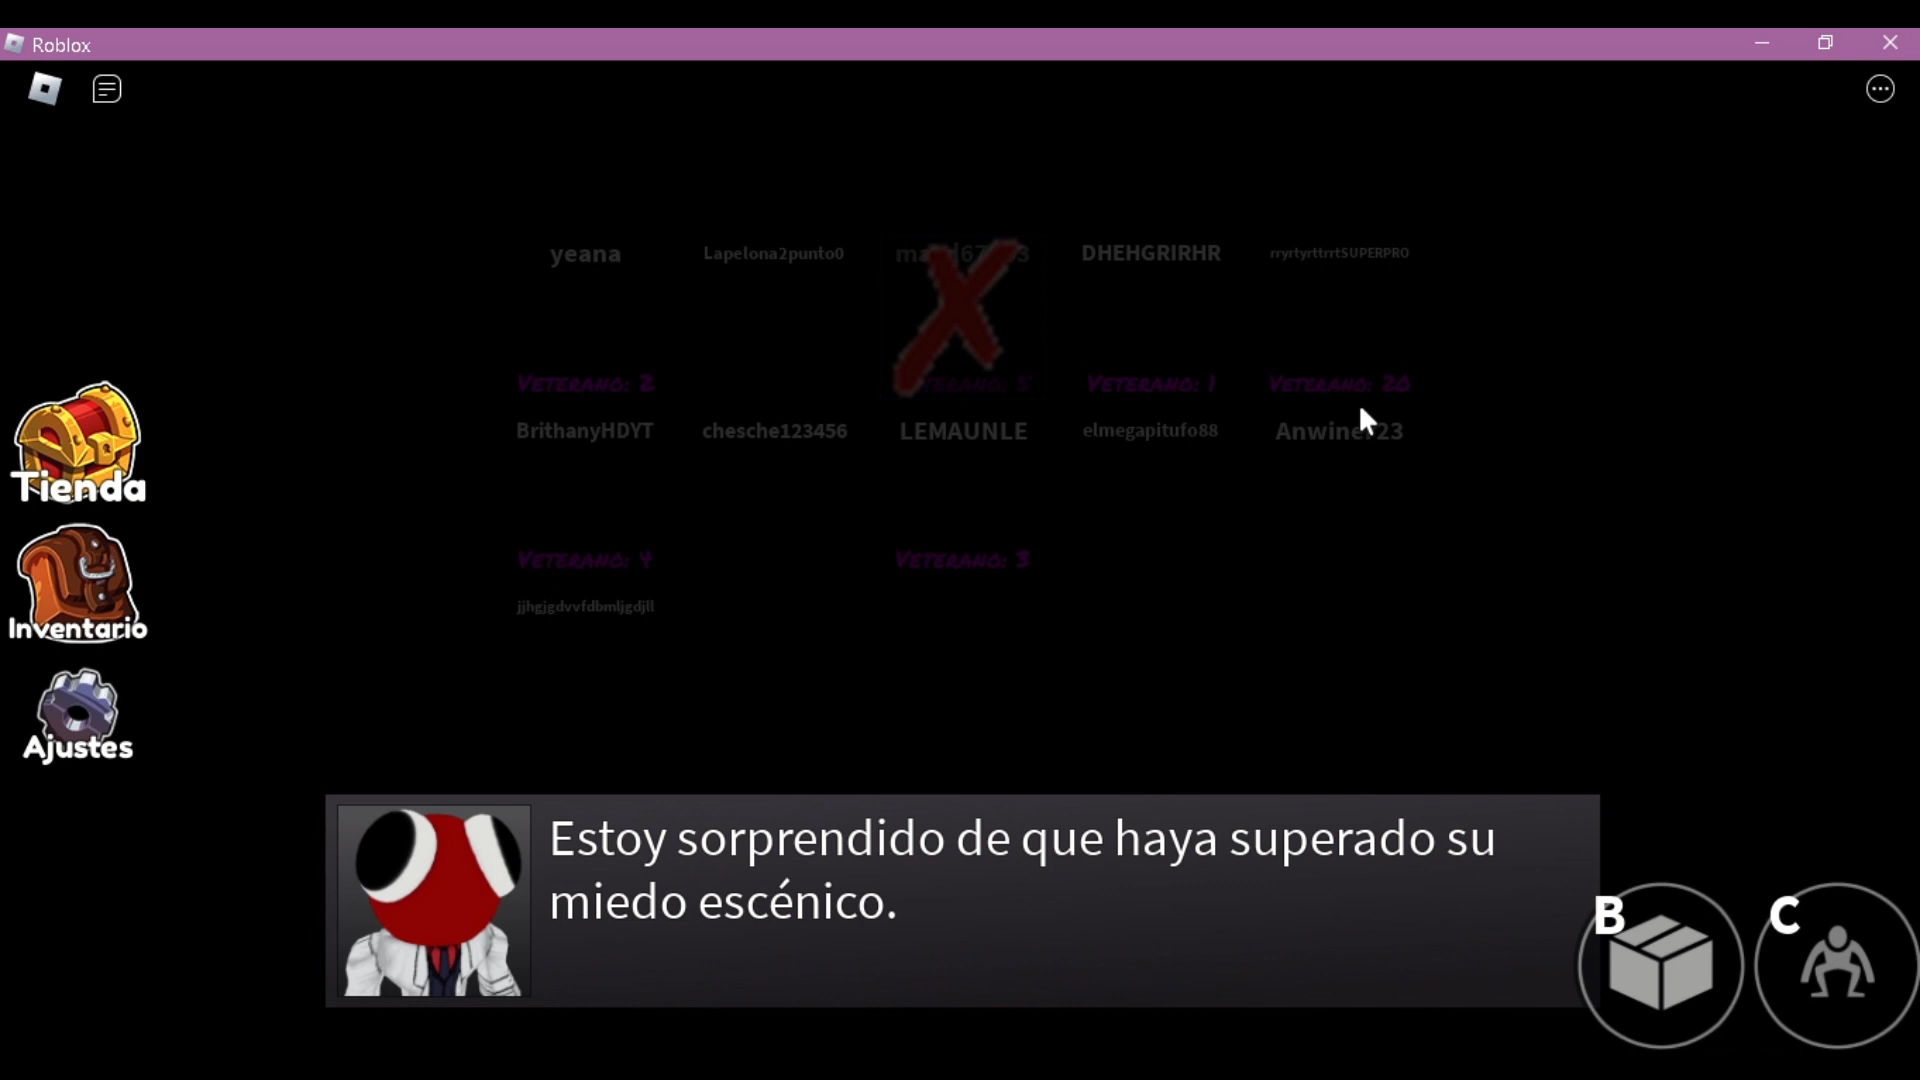 Roblox
yeana
Lapelona2punto0
DHEHGRIRHR
rryrtyrttrrtSUPERPRO
Veterano: 2
Veterano: 1
Veterano: 20
BrithanyHDYT
chesche123456
LEMAUNLE
elmegapitufo88
Veterano: 4
Veterano: 3
jjhgjgdvvfdbmljgdjll
Tienda
Inventario
Ajustes
Estoy sorprendido de que haya superado su
miedo escénico.
B
C